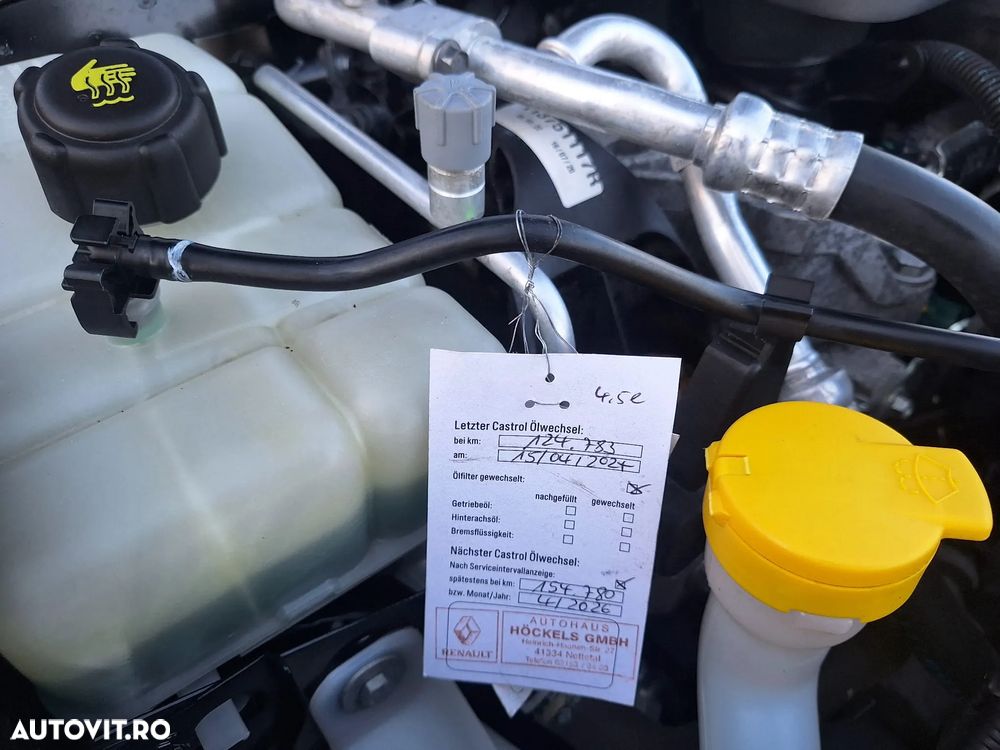 4,5l
Letzter Castrol Ölwechsel:
bei km: 124.783
am: 15/04/2024
Ölfilter gewechselt:
nachgefüllt gewechselt
Getriebeöl:
Hinterachsöl:
Bremsflüssigkeit:
Nächster Castrol Ölwechsel:
Nach Serviceintervallanzeige:
spätestens bei km: 154.780
bzw. Monat/Jahr: 4/2026
AUTOHAUS
HÖCKELS GMBH
41334 Nettetal
Telefon
RENAULT
AUTOVIT.RO